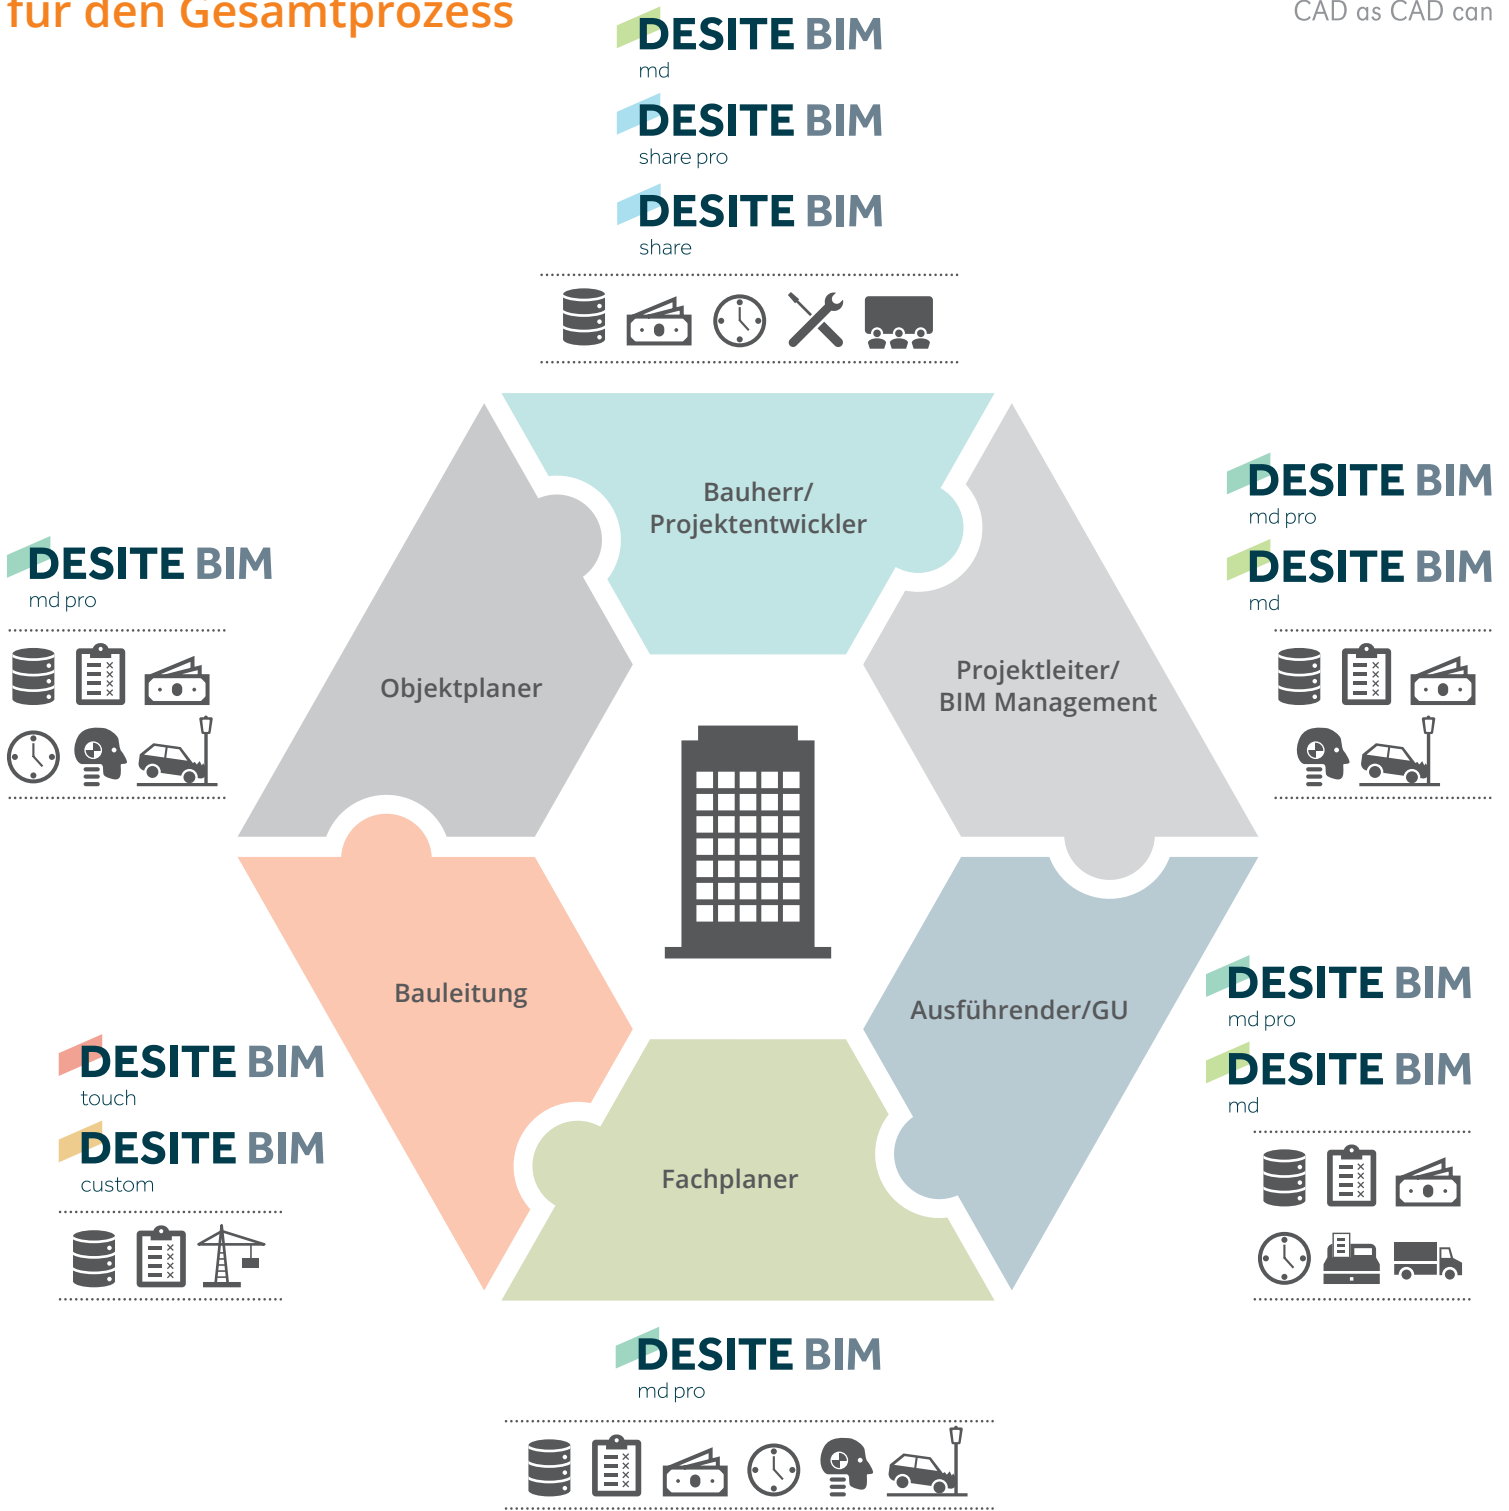 für den Gesamtprozess
CAD as CAD can
DESITE BIM
md
DESITE BIM
share pro
DESITE BIM
share
Bauherr/
Projektentwickler
DESITE BIM
md pro
DESITE BIM
md
DESITE BIM
md pro
Objektplaner
Projektleiter/
BIM Management
Bauleitung
Ausführender/GU
DESITE BIM
md pro
DESITE BIM
md
DESITE BIM
touch
DESITE BIM
custom
Fachplaner
DESITE BIM
md pro